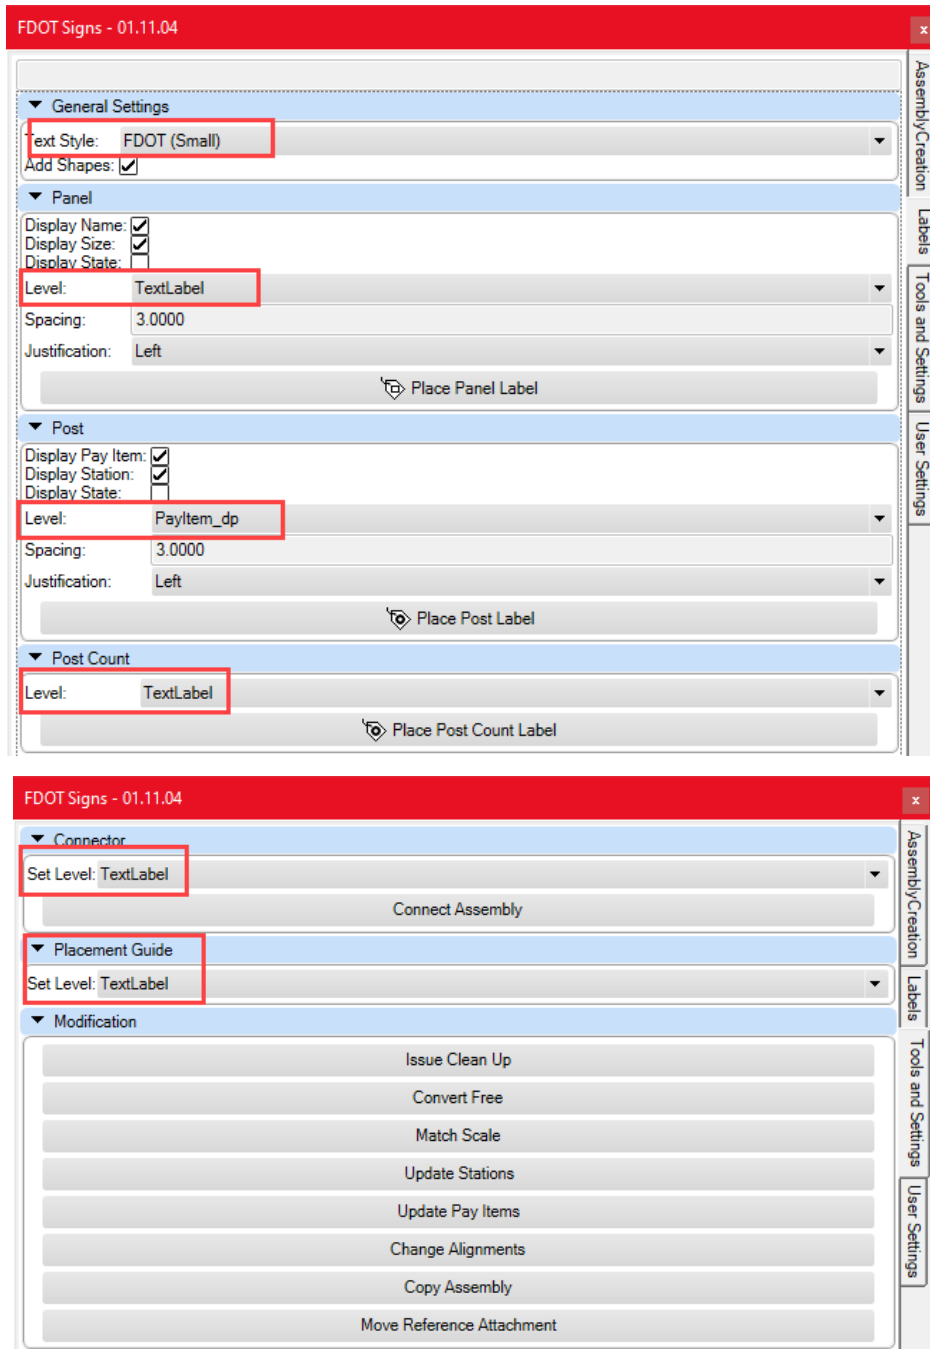 FDOT Signs - 01.11.04
x
General Settings
Text Style: FDOT (Small)
Add Shapes:
Panel
Display Name:
Display Size:
Display State:
Level: TextLabel
Spacing: 3.0000
Justification: Left
Place Panel Label
Post
Display Pay Item:
Display Station:
Display State:
Level: PayItem_dp
Spacing: 3.0000
Justification: Left
Place Post Label
Post Count
Level: TextLabel
Place Post Count Label
AssemblyCreation
Labels
Tools and Settings
User Settings
FDOT Signs - 01.11.04
x
Connector
Set Level: TextLabel
Connect Assembly
Placement Guide
Set Level: TextLabel
Modification
Issue Clean Up
Convert Free
Match Scale
Update Stations
Update Pay Items
Change Alignments
Copy Assembly
Move Reference Attachment
AssemblyCreation
Labels
Tools and Settings
User Settings